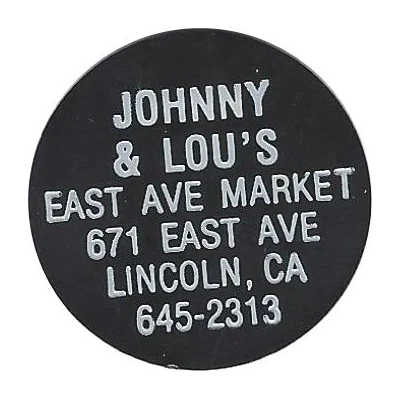 JOHNNY
& LOU'S
EAST AVE MARKET
671 EAST AVE
LINCOLN, CA
645-2313